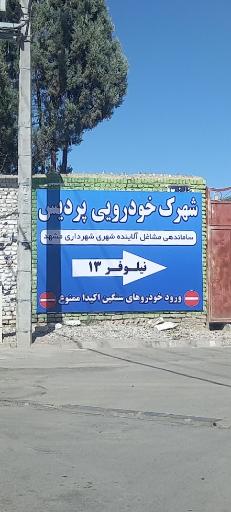 شهرک خودرویی پردیس
ساماندهی مشاغل آلاینده شهری شهرداری مشهد
نیلوفر ۱۳
ورود خودروهای سنگین اکیدا ممنوع